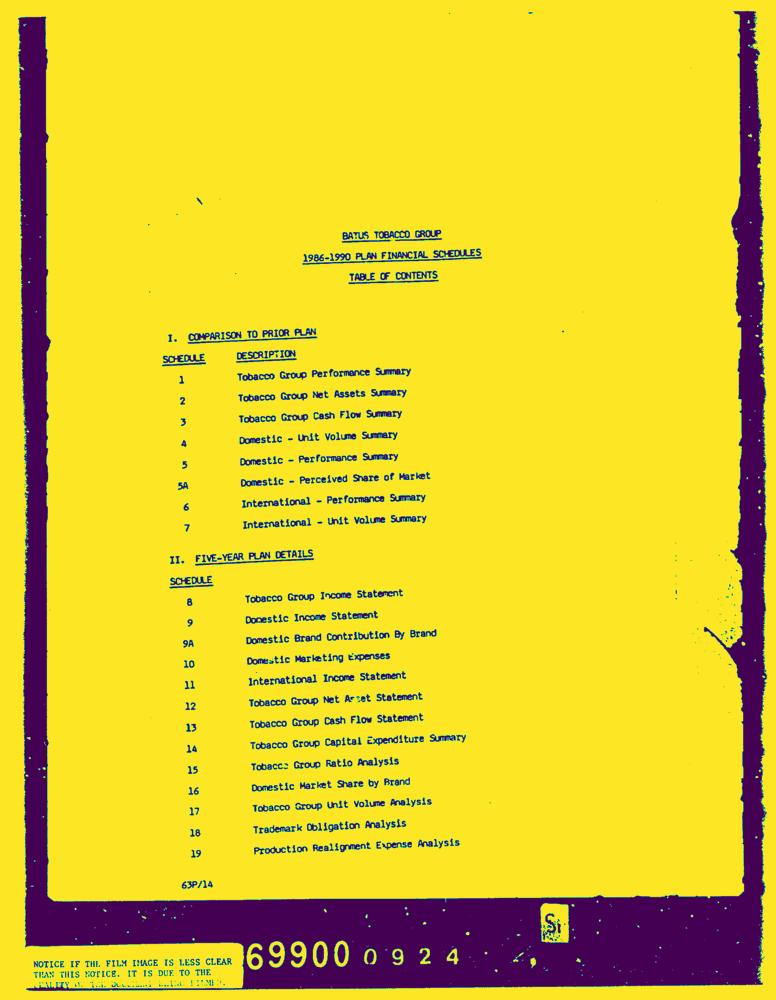 BATUS TOBACCO GROUP
1986-1990 PLAN FINANCIAL SCHEDULES
TABLE OF CONTENTS
I. COMPARISON TO PRIOR PLAN
SCHEDULE DESCRIPTION
1 Tobacco Group Performance Summary
2 Tobacco Group Net Assets Summary
3 Tobacco Group Cash Flow Summary
4 Domestic - Unit Volume Summary
5 Domestic - Performance Summary
5A Domestic - Perceived Share of Market
6 International - Performance Summary
7 International - Unit Volume Summary
II. FIVE-YEAR PLAN DETAILS
SCHEDULE
8 Tobacco Group Income Statement
9 Domestic Income Statement
9A Domestic Brand Contribution By Brand
10 Domestic Marketing Expenses
11 International Income Statement
12 Tobacco Group Net Asset Statement
13 Tobacco Group Cash Flow Statement
14 Tobacco Group Capital Expenditure Summary
15 Tobacco Group Ratio Analysis
16 Domestic Market Share by Brand
17 Tobacco Group Unit Volume Analysis
18 Trademark Obligation Analysis
19 Production Realignment Expense Analysis
63P/14
69900 0924
NOTICE IF THE FILM IMAGE IS LESS CLEAR
THAN THIS NOTICE. IT IS DUE TO THE